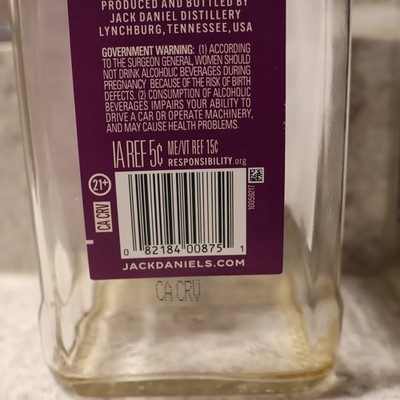 PRODUCED AND BOTTLED BY
JACK DANIEL DISTILLERY
LYNCHBURG, TENNESSEE, USA
GOVERNMENT WARNING: (1) ACCORDING
TO THE SURGEON GENERAL, WOMEN SHOULD
NOT DRINK ALCOHOLIC BEVERAGES DURING
PREGNANCY BECAUSE OF THE RISK OF BIRTH
DEFECTS. (2) CONSUMPTION OF ALCOHOLIC
BEVERAGES IMPAIRS YOUR ABILITY TO
DRIVE A CAR OR OPERATE MACHINERY,
AND MAY CAUSE HEALTH PROBLEMS.
IA REF 5¢ ME/VT REF 15¢
RESPONSIBILITY.org
21+
CA CRV
10059217
0 82184 00875 1
JACKDANIELS.COM
CA CRV